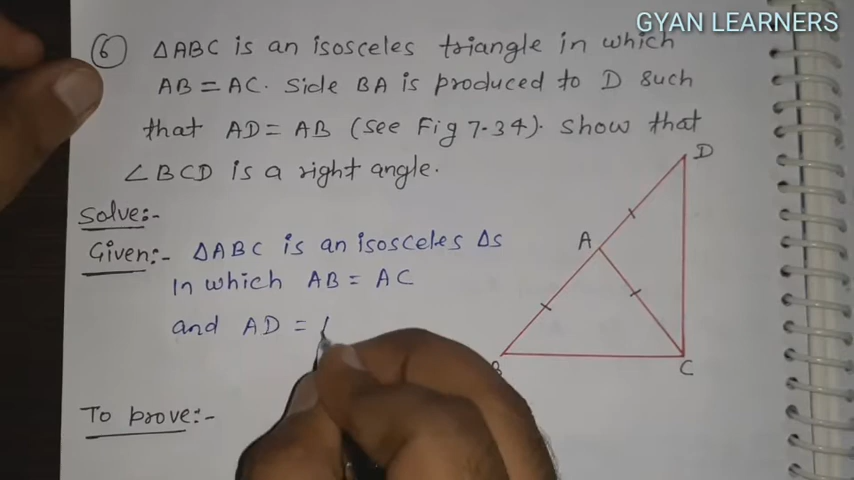 GYAN LEARNERS
6 ΔABC is an isosceles triangle in which
AB = AC. Side BA is produced to D such
that AD = AB (see Fig 7.34). Show that
∠BCD is a right angle.
Solve:-
Given:- ΔABC is an isosceles Δs
in which AB = AC
and AD =
To prove:-
D
A
B
C